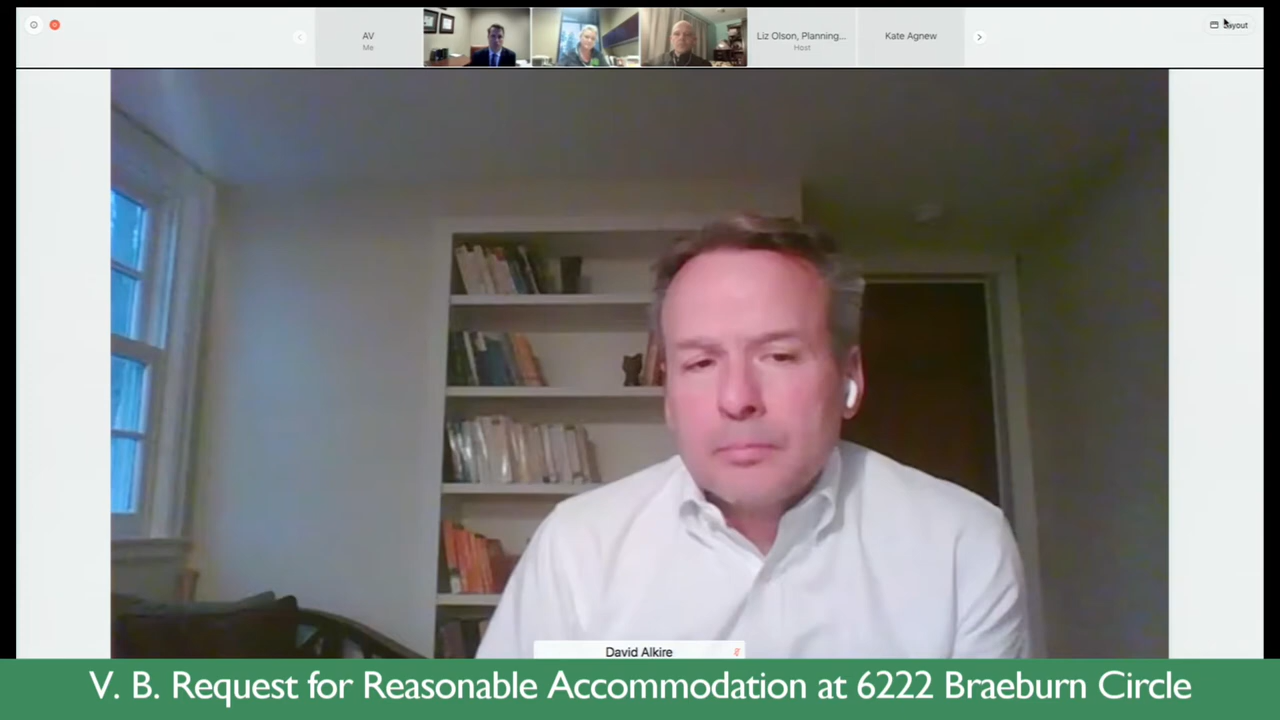 AV
Me
Liz Olson, Planning...
Host
Kate Agnew
Layout
David Alkire
V. B. Request for Reasonable Accommodation at 6222 Braeburn Circle